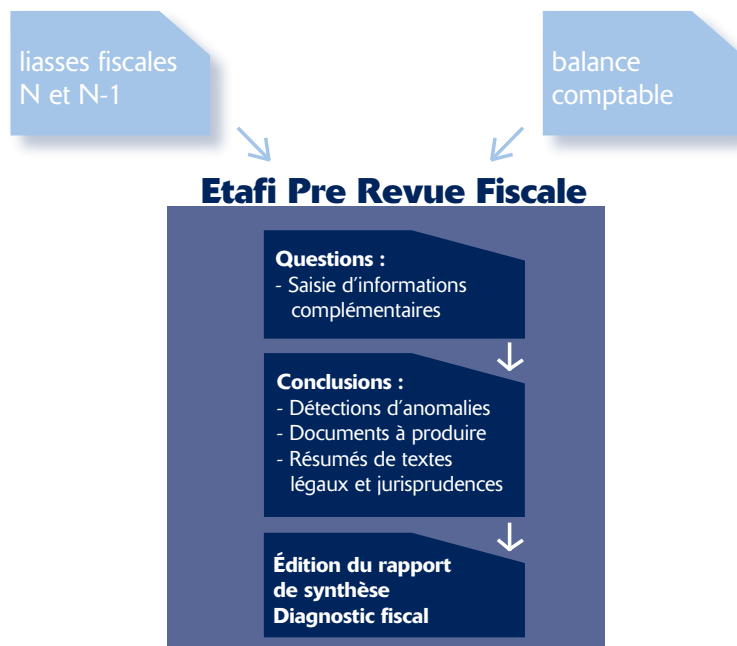 liasses fiscales
N et N-1
balance
comptable
Etafi Pre Revue Fiscale
Questions :
- Saisie d’informations
complémentaires
Conclusions :
- Détections d’anomalies
- Documents à produire
- Résumés de textes
légaux et jurisprudences
Édition du rapport
de synthèse
Diagnostic fiscal